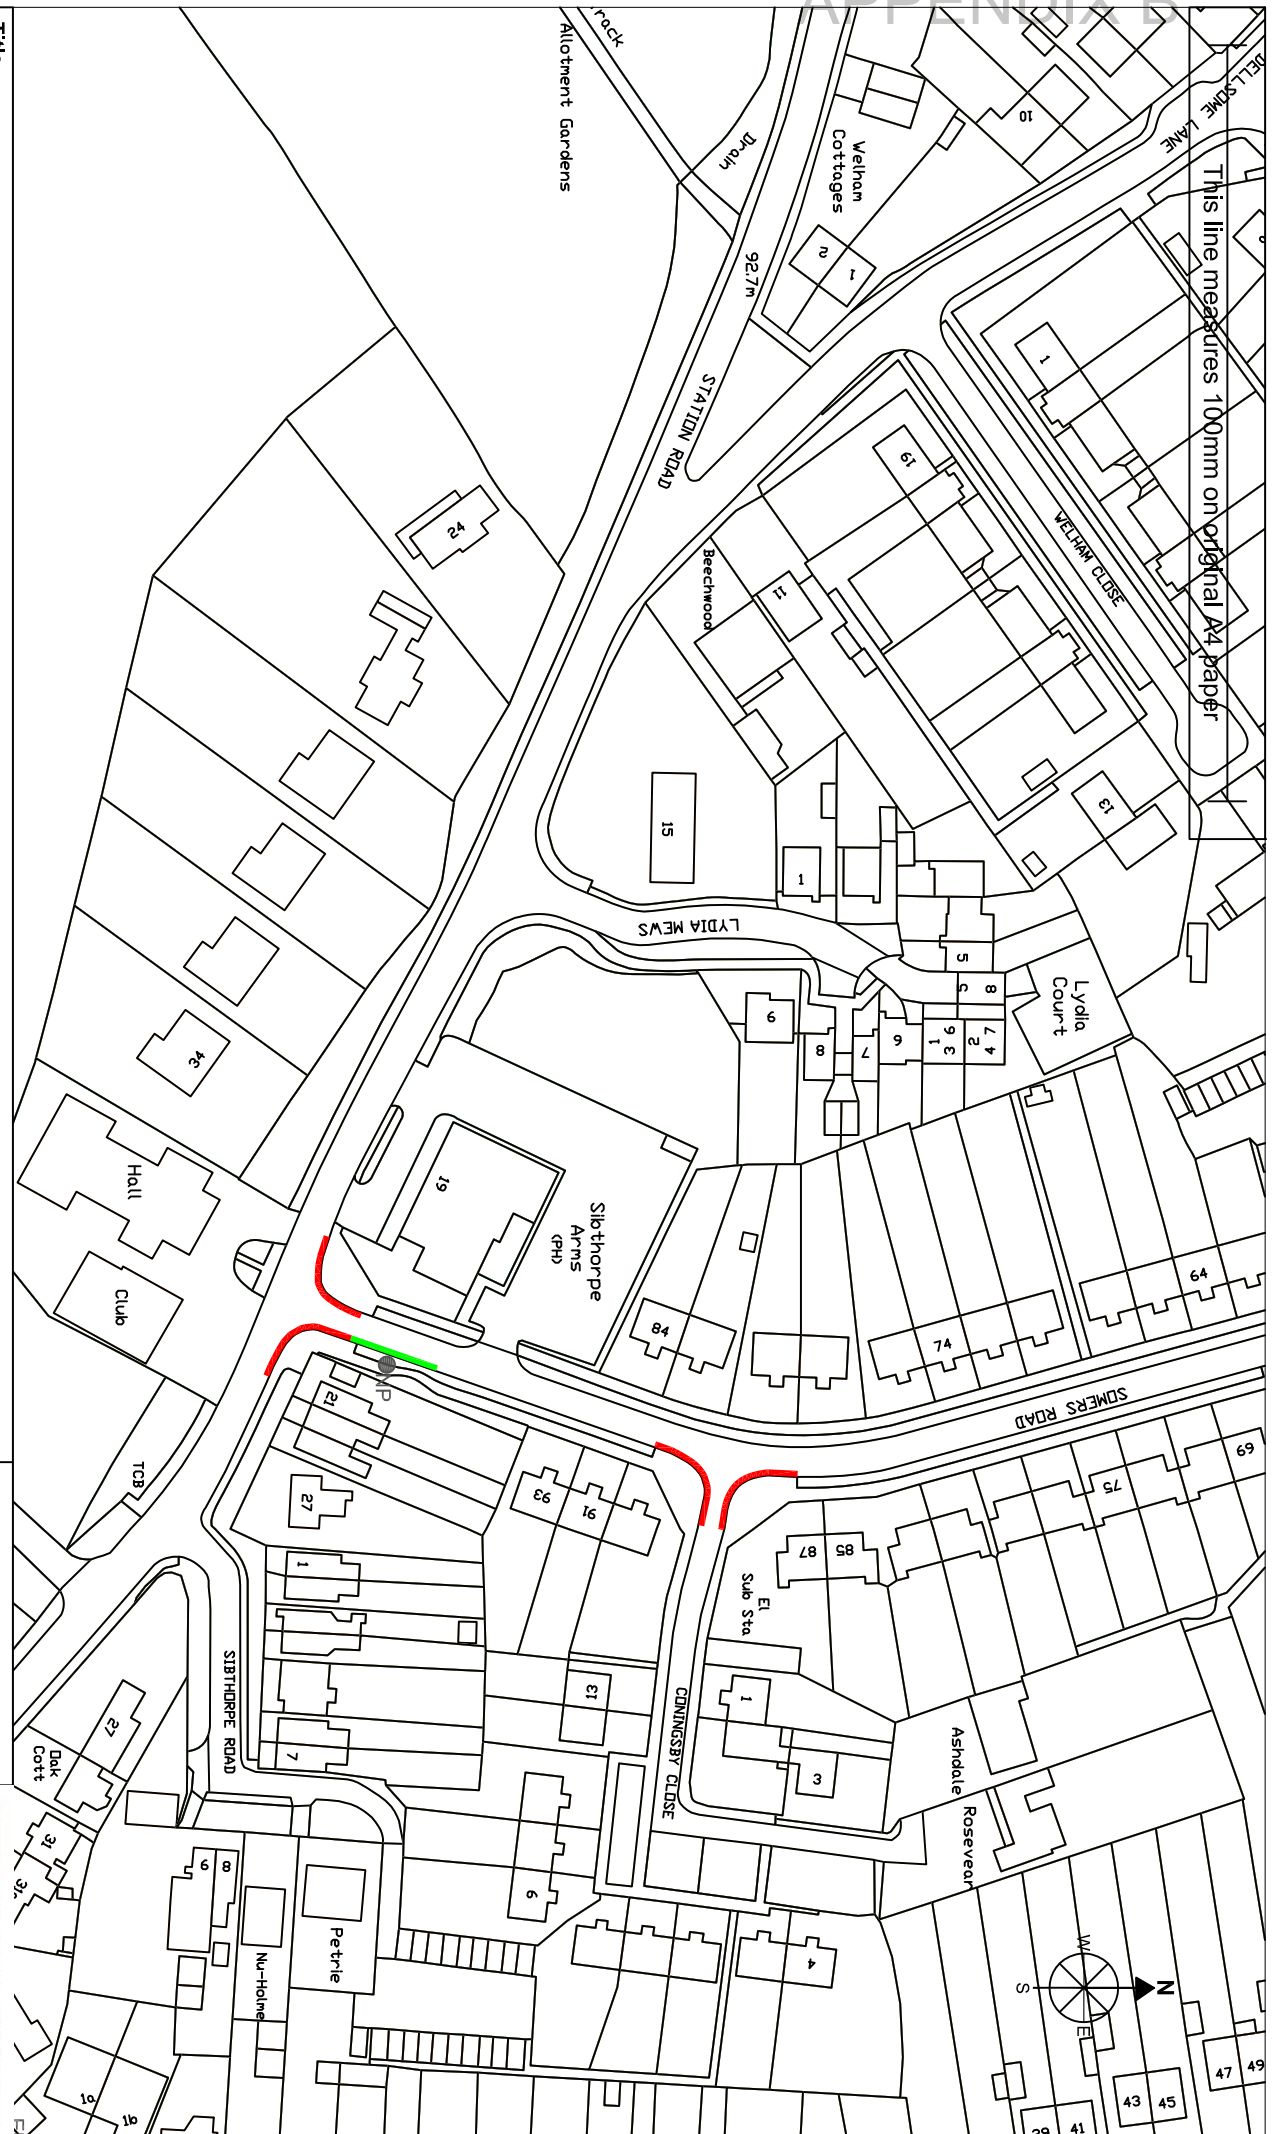 APPENDIX B
This line measures 100mm on original A4 paper
DELLSOME LANE
10
Track
Allotment Gardens
Drain
Welham
Cottages
2
1
92.7m
STATION ROAD
1
19
WELHAM CLOSE
24
Beechwood
11
13
15
1
LYDIA MEWS
5
5
8
Lydia
Court
9
8
7
6
1
3 6
2
4 7
34
Hall
Club
19
Sibthorpe
Arms
(PH)
84
74
64
SOMERS ROAD
MP
21
27
93
91
87
85
75
69
TCB
El
Sub Sta
1
1
7
13
3
SIBTHORPE ROAD
CONINGSBY CLOSE
27
Oak
Cott
Ashdale
Rosevear
31
9
8
6
Petrie
Nu-Holme
4
N
W
E
S
47
49
43
45
39
41
1a
1b